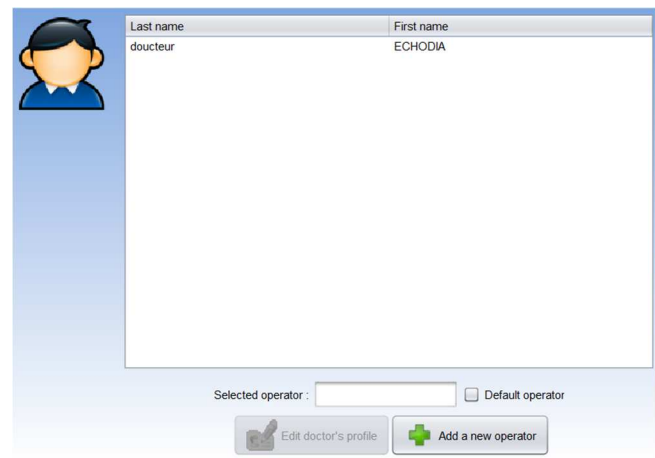 Last name First name
doucteur ECHODIA
Selected operator : Default operator
Edit doctor's profile Add a new operator